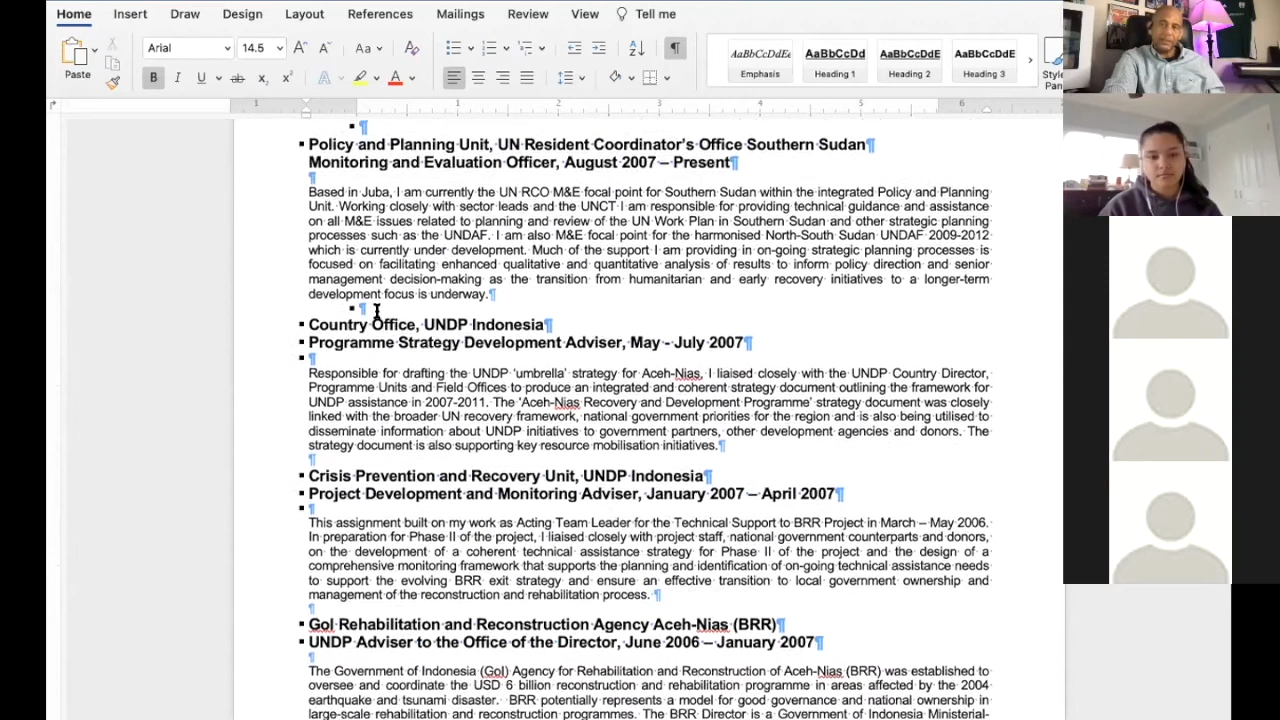 Home Insert Draw Design Layout References Mailings Review View Tell me
Paste Arial 14.5 A A Aa A
B I U ab x₂ x² A A
AaBbCcDdEe AaBbCcDd AaBbCcDdE AaBbCcDdE
Emphasis Heading 1 Heading 2 Heading 3
1 1 2 3 4 5 6
Policy and Planning Unit, UN Resident Coordinator's Office Southern Sudan¶
Monitoring and Evaluation Officer, August 2007 – Present¶
Based in Juba, I am currently the UN RCO M&E focal point for Southern Sudan within the integrated Policy and Planning
Unit. Working closely with sector leads and the UNCT I am responsible for providing technical guidance and assistance
on all M&E issues related to planning and review of the UN Work Plan in Southern Sudan and other strategic planning
processes such as the UNDAF. I am also M&E focal point for the harmonised North-South Sudan UNDAF 2009-2012
which is currently under development. Much of the support I am providing in on-going strategic planning processes is
focused on facilitating enhanced qualitative and quantitative analysis of results to inform policy direction and senior
management decision-making as the transition from humanitarian and early recovery initiatives to a longer-term
development focus is underway.¶
Country Office, UNDP Indonesia¶
Programme Strategy Development Adviser, May - July 2007¶
Responsible for drafting the UNDP 'umbrella' strategy for Aceh-Nias, I liaised closely with the UNDP Country Director,
Programme Units and Field Offices to produce an integrated and coherent strategy document outlining the framework for
UNDP assistance in 2007-2011. The 'Aceh-Nias Recovery and Development Programme' strategy document was closely
linked with the broader UN recovery framework, national government priorities for the region and is also being utilised to
disseminate information about UNDP initiatives to government partners, other development agencies and donors. The
strategy document is also supporting key resource mobilisation initiatives.¶
Crisis Prevention and Recovery Unit, UNDP Indonesia¶
Project Development and Monitoring Adviser, January 2007 – April 2007¶
This assignment built on my work as Acting Team Leader for the Technical Support to BRR Project in March – May 2006.
In preparation for Phase II of the project, I liaised closely with project staff, national government counterparts and donors,
on the development of a coherent technical assistance strategy for Phase II of the project and the design of a
comprehensive monitoring framework that supports the planning and identification of on-going technical assistance needs
to support the evolving BRR exit strategy and ensure an effective transition to local government ownership and
management of the reconstruction and rehabilitation process. ¶
GoI Rehabilitation and Reconstruction Agency Aceh-Nias (BRR)¶
UNDP Adviser to the Office of the Director, June 2006 – January 2007¶
The Government of Indonesia (GoI) Agency for Rehabilitation and Reconstruction of Aceh-Nias (BRR) was established to
oversee and coordinate the USD 6 billion reconstruction and rehabilitation programme in areas affected by the 2004
earthquake and tsunami disaster. BRR potentially represents a model for good governance and national ownership in
large-scale rehabilitation and reconstruction programmes. The BRR Director is a Government of Indonesia Ministerial-